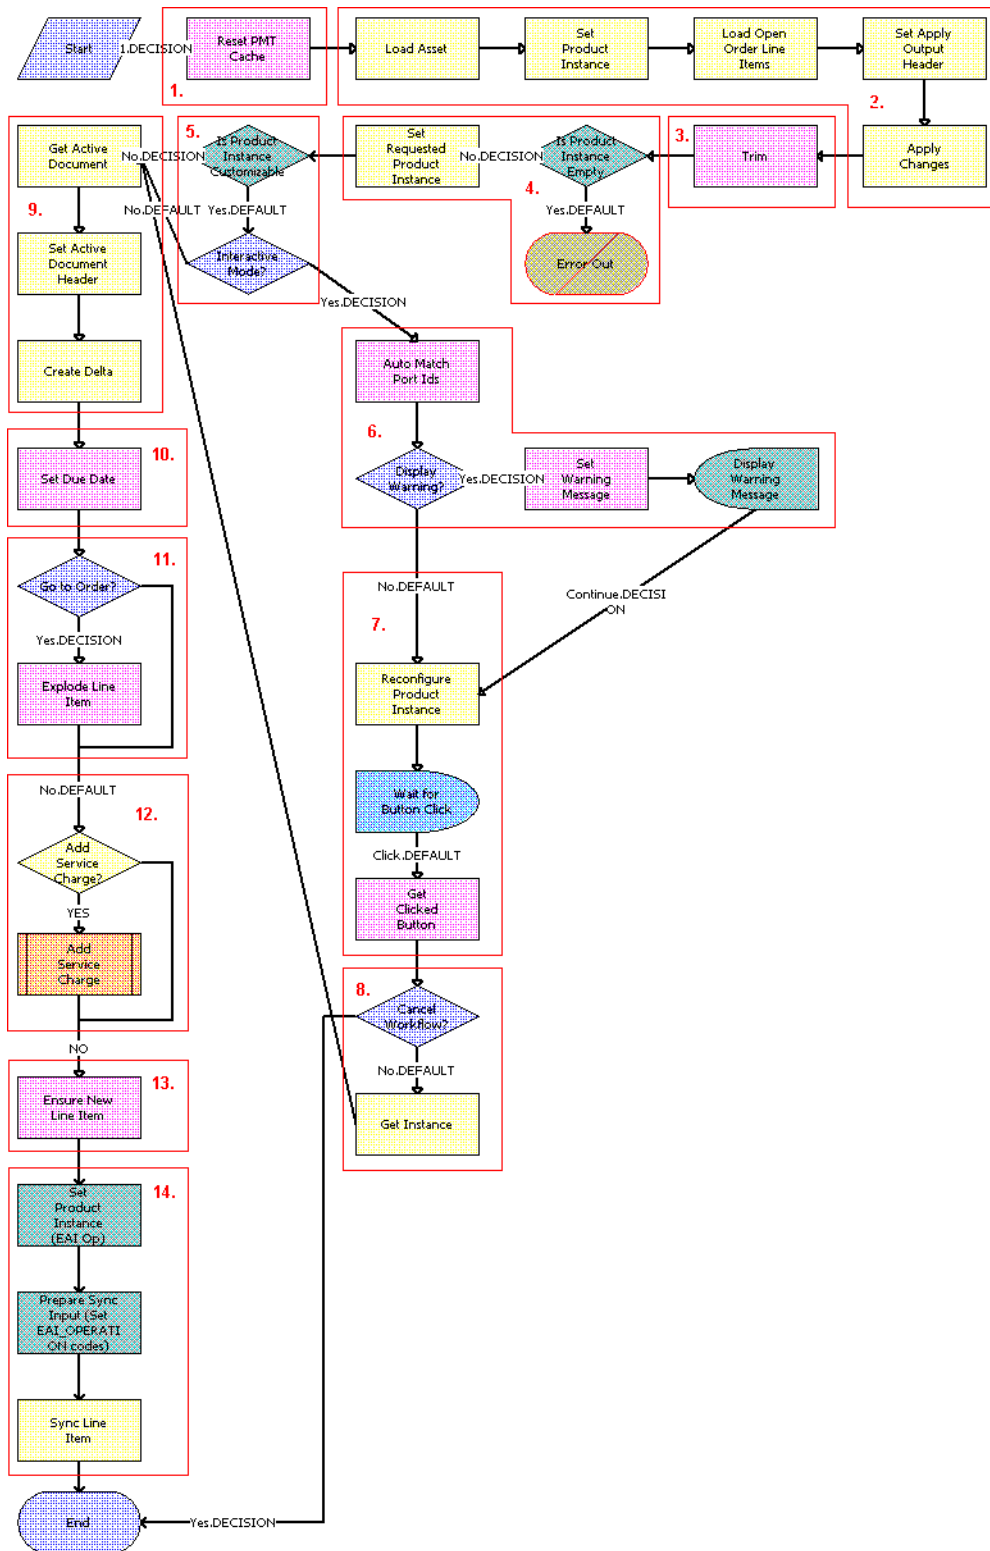 Start
1.DECISION
Reset PMT
Cache
1.
Load Asset
Set
Product
Instance
Load Open
Order Line
Items
Set Apply
Output
Header
2.
Apply
Changes
3.
Trim
Is Product
Instance
Empty
4.
No.DECISION
Yes.DEFAULT
Error Out
Set
Requested
Product
Instance
5.
Is Product
Instance
Customizable
No.DECISION
Yes.DEFAULT
Interactive
Mode?
No.DEFAULT
Yes.DECISION
Get Active
Document
9.
Set Active
Document
Header
Create Delta
Auto Match
Port Ids
6.
Display
Warning?
Yes.DECISION
Set
Warning
Message
Display
Warning
Message
10.
Set Due Date
11.
Go to Order?
Yes.DECISION
Explode Line
Item
No.DEFAULT
Continue.DECISI
ON
7.
Reconfigure
Product
Instance
Wait for
Button Click
Click.DEFAULT
Get
Clicked
Button
No.DEFAULT
12.
Add
Service
Charge?
YES
Add
Service
Charge
NO
8.
Cancel
Workflow?
No.DEFAULT
Get Instance
13.
Ensure New
Line Item
14.
Set
Product
Instance
(EAI Op)
Prepare Sync
Input (Set
EAI_OPERATI
ON codes)
Sync Line
Item
End
Yes.DECISION